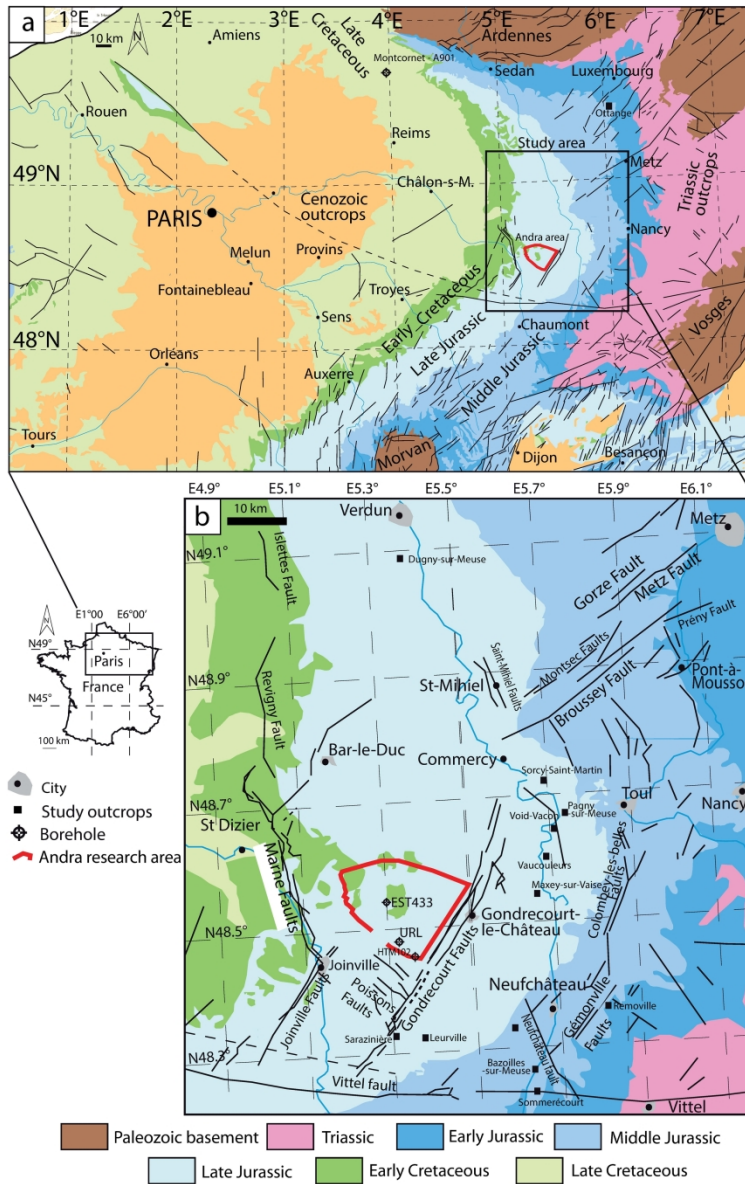 a
1°E
2°E
3°E
4°E
5°E
6°E
7°E
10 km
N
Amiens
Late
Cretaceous
Montcornet - A901
Ardennes
Sedan
Luxembourg
Ottange
Rouen
Reims
Study area
Metz
49°N
Châlon-s-M.
Triassic
outcrops
PARIS
Cenozoic
outcrops
Andra area
Nancy
Melun
Provins
Fontainebleau
Troyes
Sens
Early Cretaceous
Late Jurassic
Middle Jurassic
Chaumont
Vosges
48°N
Orléans
Auxerre
Tours
Morvan
Dijon
Besançon
b
E4.9°
E5.1°
E5.3°
E5.5°
E5.7°
E5.9°
E6.1°
10 km
Verdun
Metz
N49.1°
Islettes Fault
Dugny-sur-Meuse
Gorze Fault
Metz Fault
Prény Fault
Montsec Faults
Saint-Mihiel Faults
Pont-à-
Mousso
N48.9°
St-Mihiel
Broussey Fault
Revigny Fault
Bar-le-Duc
Commercy
Sorcy-Saint-Martin
N48.7°
Pagny
-sur-Meuse
Toul
Nancy
Void-Vacon
St Dizier
Marne Faults
Vaucouleurs
Maxey-sur-Vaise
Colombey-les-belles
Faults
EST433
Gondrecourt-
le-Château
N48.5°
URL
HTM102
Joinville
Joinville Faults
Poissons
Faults
Gondrecourt Faults
Neufchâteau
Gémonville
Faults
Removille
Sarazinière
Leurville
Neufchâteau fault
N48.3°
Bazoilles
-sur-Meuse
Vittel fault
Sommerécourt
Vittel
N
E1°00
E6°00'
N49°
Paris
France
N45°
100 km
City
Study outcrops
Borehole
Andra research area
Paleozoic basement
Triassic
Early Jurassic
Middle Jurassic
Late Jurassic
Early Cretaceous
Late Cretaceous